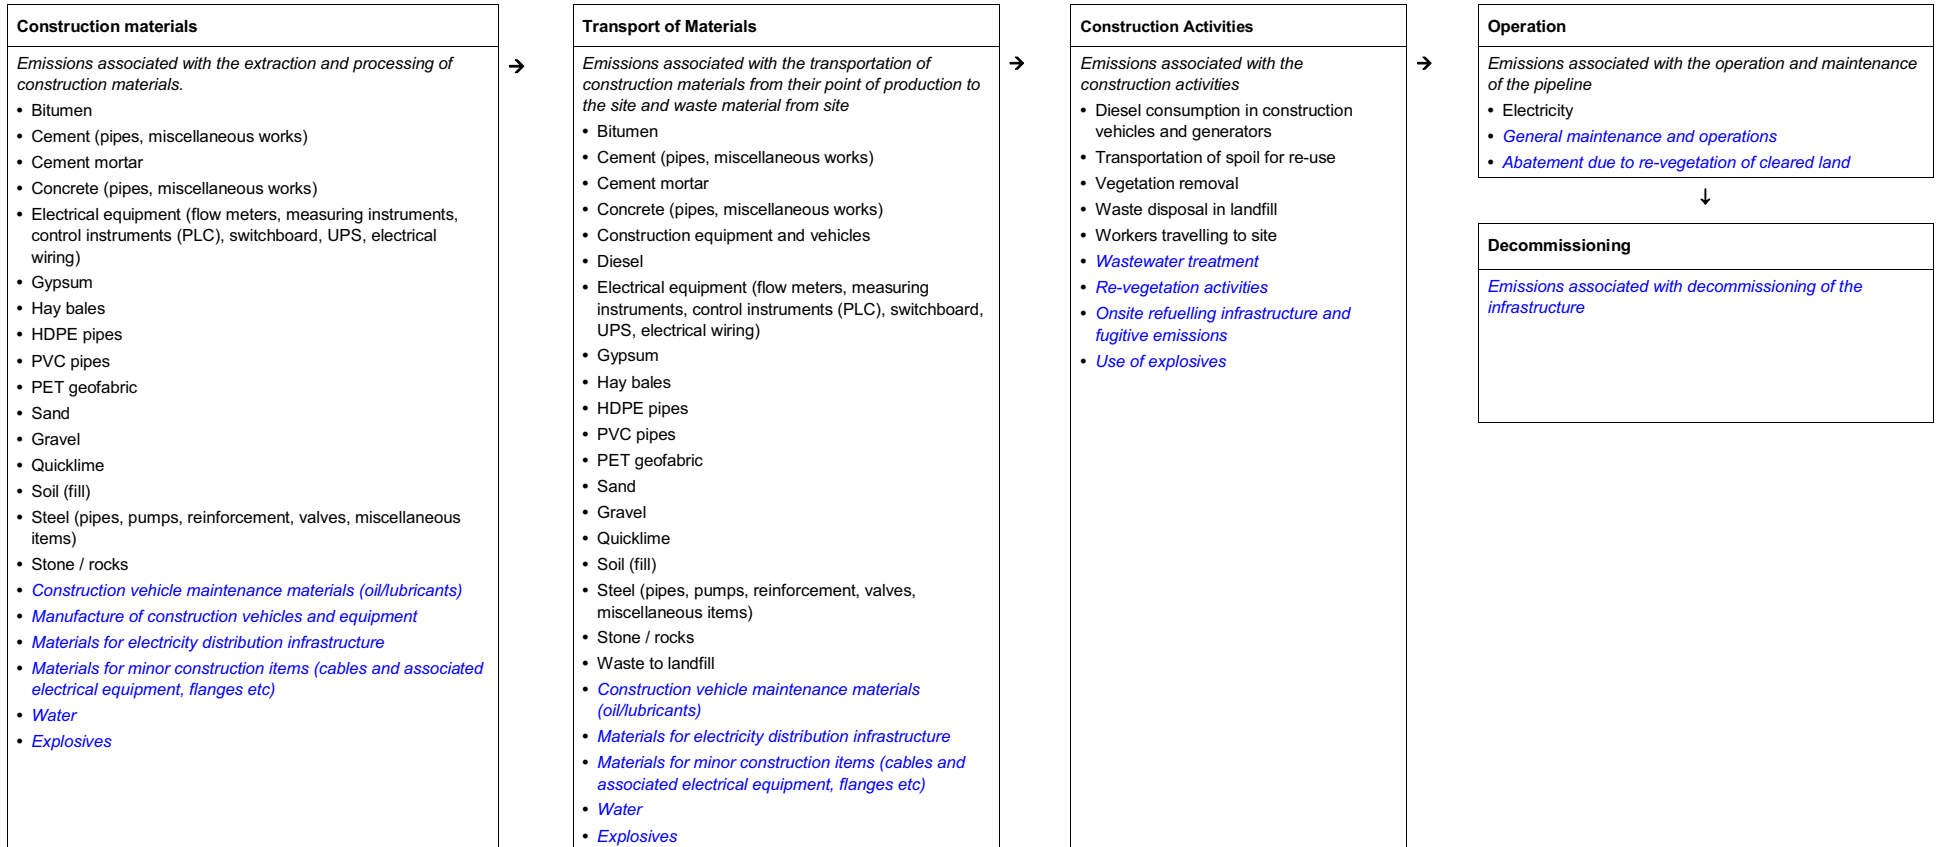 Construction materials
Emissions associated with the extraction and processing of
construction materials.
• Bitumen
• Cement (pipes, miscellaneous works)
• Cement mortar
• Concrete (pipes, miscellaneous works)
• Electrical equipment (flow meters, measuring instruments,
control instruments (PLC), switchboard, UPS, electrical
wiring)
• Gypsum
• Hay bales
• HDPE pipes
• PVC pipes
• PET geofabric
• Sand
• Gravel
• Quicklime
• Soil (fill)
• Steel (pipes, pumps, reinforcement, valves, miscellaneous
items)
• Stone / rocks
• Construction vehicle maintenance materials (oil/lubricants)
• Manufacture of construction vehicles and equipment
• Materials for electricity distribution infrastructure
• Materials for minor construction items (cables and associated
electrical equipment, flanges etc)
• Water
• Explosives
→
Transport of Materials
Emissions associated with the transportation of
construction materials from their point of production to
the site and waste material from site
• Bitumen
• Cement (pipes, miscellaneous works)
• Cement mortar
• Concrete (pipes, miscellaneous works)
• Construction equipment and vehicles
• Diesel
• Electrical equipment (flow meters, measuring
instruments, control instruments (PLC), switchboard,
UPS, electrical wiring)
• Gypsum
• Hay bales
• HDPE pipes
• PVC pipes
• PET geofabric
• Sand
• Gravel
• Quicklime
• Soil (fill)
• Steel (pipes, pumps, reinforcement, valves,
miscellaneous items)
• Stone / rocks
• Waste to landfill
• Construction vehicle maintenance materials
(oil/lubricants)
• Materials for electricity distribution infrastructure
• Materials for minor construction items (cables and
associated electrical equipment, flanges etc)
• Water
• Explosives
→
Construction Activities
Emissions associated with the
construction activities
• Diesel consumption in construction
vehicles and generators
• Transportation of spoil for re-use
• Vegetation removal
• Waste disposal in landfill
• Workers travelling to site
• Wastewater treatment
• Re-vegetation activities
• Onsite refuelling infrastructure and
fugitive emissions
• Use of explosives
→
Operation
Emissions associated with the operation and maintenance
of the pipeline
• Electricity
• General maintenance and operations
• Abatement due to re-vegetation of cleared land
↓
Decommissioning
Emissions associated with decommissioning of the
infrastructure